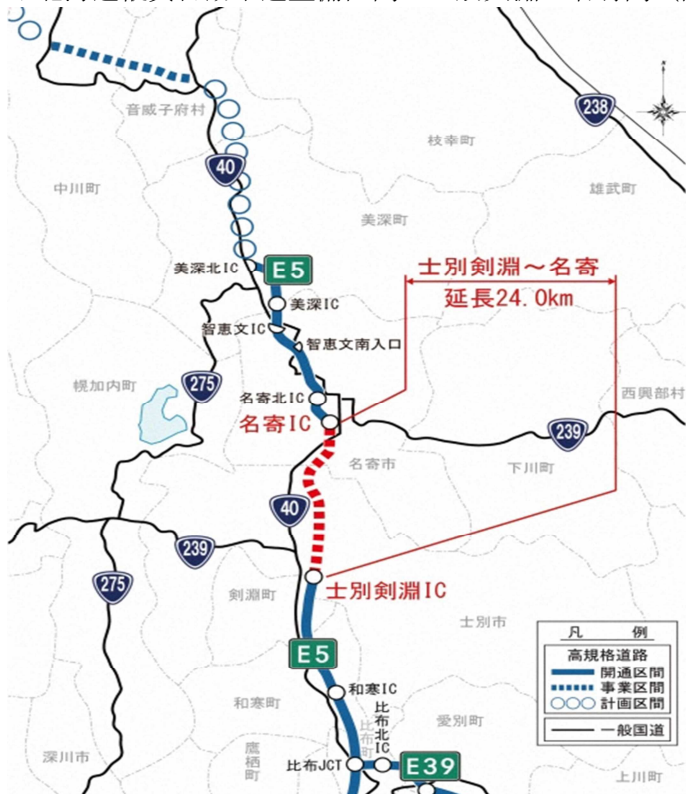 238
音威子府村
枝幸町
40
中川町
雄武町
美深町
美深北IC
E5
士別剣淵～名寄
延長24.0km
美深IC
智恵文IC
智恵文南入口
275
幌加内町
名寄北IC
西興部村
名寄IC
239
名寄市
下川町
40
239
275
士別剣淵IC
剣淵町
士別市
E5
凡 例
高規格道路
開通区間
事業区間
計画区間
一般国道
和寒IC
和寒町
比布北IC
比布町
愛別町
深川市
鷹栖町
比布JCT
E39
上川町